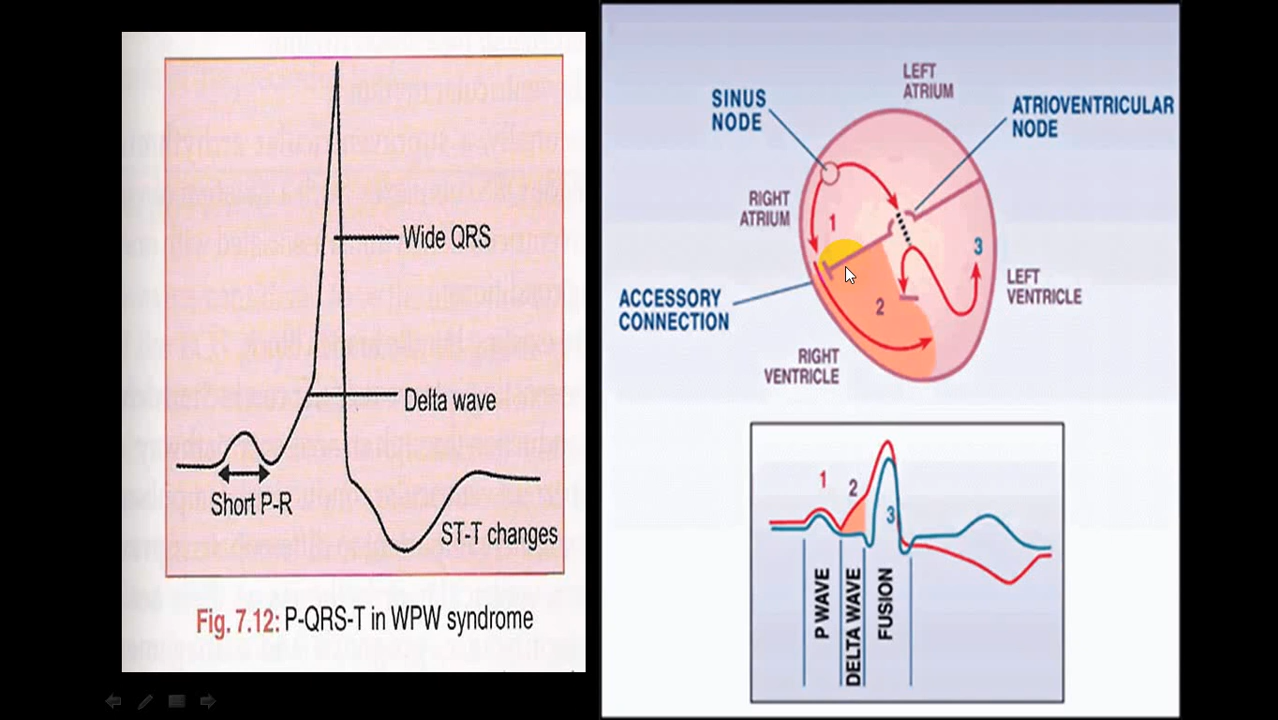 Wide QRS
Delta wave
Short P-R
ST-T changes
Fig. 7.12: P-QRS-T in WPW syndrome
LEFT
ATRIUM
SINUS
NODE
ATRIOVENTRICULAR
NODE
RIGHT
ATRIUM
1
3
2
LEFT
VENTRICLE
ACCESSORY
CONNECTION
RIGHT
VENTRICLE
1
2
3
P WAVE
DELTA WAVE
FUSION